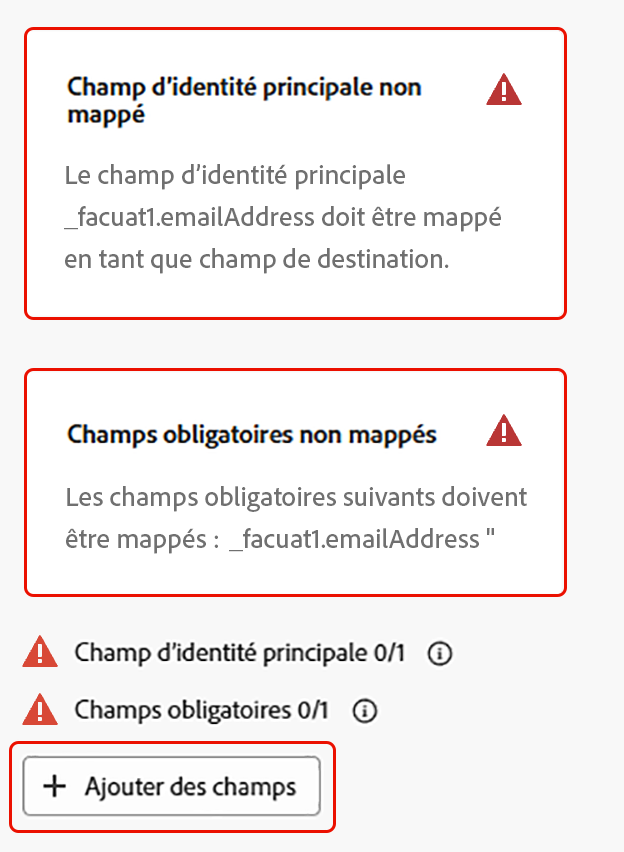 Champ d’identité principale non
mappé
Le champ d’identité principale
_facuat1.emailAddress doit être mappé
en tant que champ de destination.
Champs obligatoires non mappés
Les champs obligatoires suivants doivent
être mappés : _facuat1.emailAddress "
Champ d’identité principale 0/1
Champs obligatoires 0/1
+ Ajouter des champs